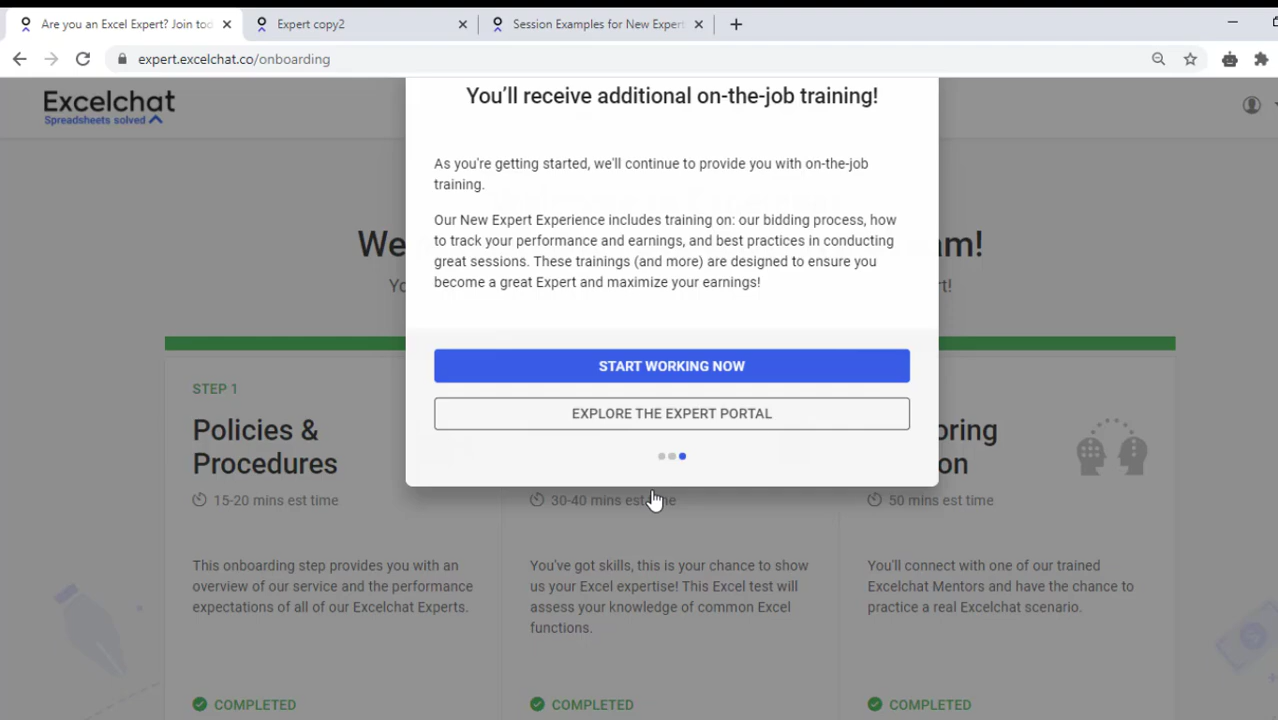 Are you an Excel Expert? Join too
Expert copy2
Session Examples for New Expert
expert.excelchat.co/onboarding
Excelchat
Spreadsheets solved
You'll receive additional on-the-job training!
As you're getting started, we'll continue to provide you with on-the-job
training.
Our New Expert Experience includes training on: our bidding process, how
to track your performance and earnings, and best practices in conducting
great sessions. These trainings (and more) are designed to ensure you
become a great Expert and maximize your earnings!
START WORKING NOW
EXPLORE THE EXPERT PORTAL
We
am!
Yo
t!
STEP 1
Policies &
Procedures
15-20 mins est time
This onboarding step provides you with an
overview of our service and the performance
expectations of all of our Excelchat Experts.
COMPLETED
30-40 mins est time
You've got skills, this is your chance to show
us your Excel expertise! This Excel test will
assess your knowledge of common Excel
functions.
COMPLETED
oring
on
50 mins est time
You'll connect with one of our trained
Excelchat Mentors and have the chance to
practice a real Excelchat scenario.
COMPLETED